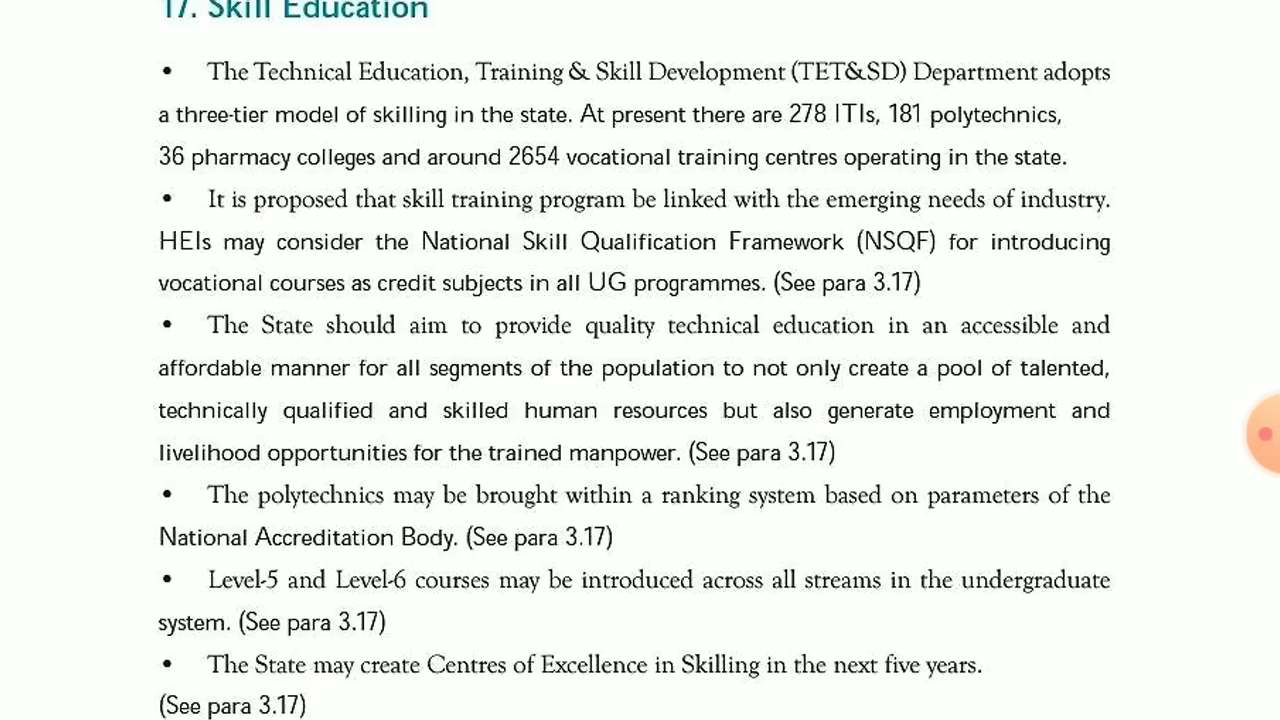 17. Skill Education
• The Technical Education, Training & Skill Development (TET&SD) Department adopts
a three-tier model of skilling in the state. At present there are 278 ITIs, 181 polytechnics,
36 pharmacy colleges and around 2654 vocational training centres operating in the state.
• It is proposed that skill training program be linked with the emerging needs of industry.
HEIs may consider the National Skill Qualification Framework (NSQF) for introducing
vocational courses as credit subjects in all UG programmes. (See para 3.17)
• The State should aim to provide quality technical education in an accessible and
affordable manner for all segments of the population to not only create a pool of talented,
technically qualified and skilled human resources but also generate employment and
livelihood opportunities for the trained manpower. (See para 3.17)
• The polytechnics may be brought within a ranking system based on parameters of the
National Accreditation Body. (See para 3.17)
• Level-5 and Level-6 courses may be introduced across all streams in the undergraduate
system. (See para 3.17)
• The State may create Centres of Excellence in Skilling in the next five years.
(See para 3.17)